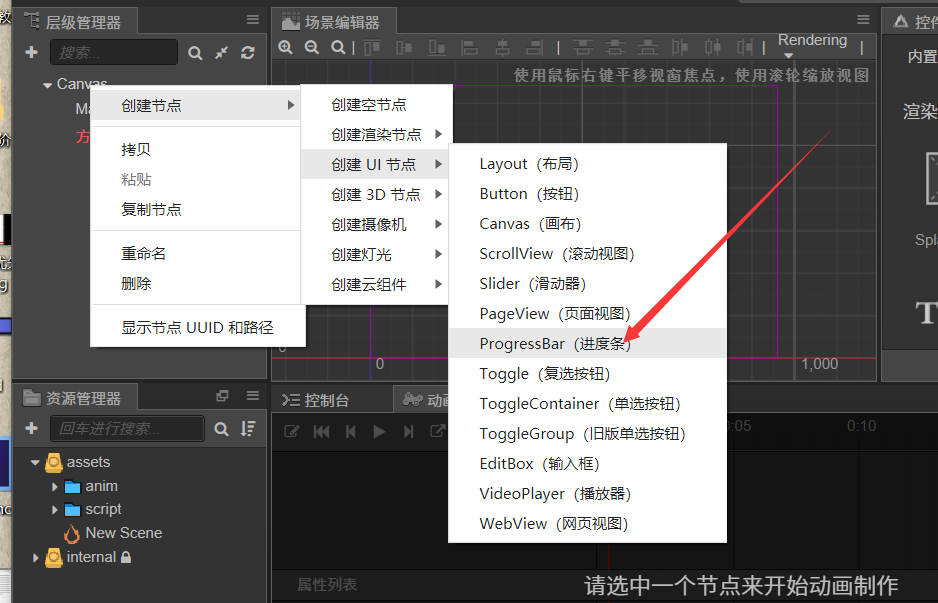 层级管理器
搜索...
Canvas
Ma
方
创建节点
拷贝
粘贴
复制节点
重命名
删除
显示节点 UUID 和路径
创建空节点
创建渲染节点
创建 UI 节点
创建 3D 节点
创建摄像机
创建灯光
创建云组件
Layout（布局）
Button（按钮）
Canvas（画布）
ScrollView（滚动视图）
Slider（滑动器）
PageView（页面视图）
ProgressBar（进度条）
Toggle（复选按钮）
ToggleContainer（单选按钮）
ToggleGroup（旧版单选按钮）
EditBox（输入框）
VideoPlayer（播放器）
WebView（网页视图）
场景编辑器
Rendering
使用鼠标右键平移视窗焦点，使用滚轮缩放视图
0
0
1,000
控件
内置
渲染
Spl
T
资源管理器
回车进行搜索...
assets
anim
script
New Scene
internal
控制台
动画
0:05
0:10
属性列表
请选中一个节点来开始动画制作